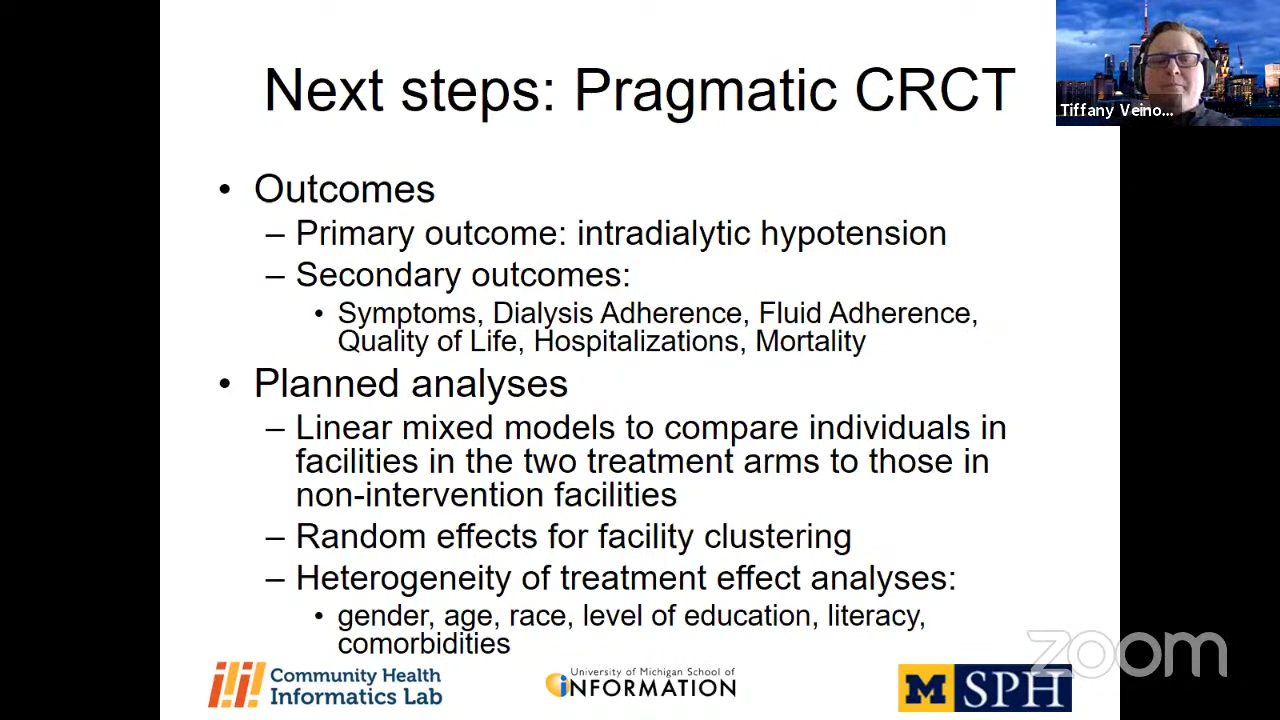 Next steps: Pragmatic CRCT
Tiffany Veino...
• Outcomes
– Primary outcome: intradialytic hypotension
– Secondary outcomes:
• Symptoms, Dialysis Adherence, Fluid Adherence,
Quality of Life, Hospitalizations, Mortality
• Planned analyses
– Linear mixed models to compare individuals in
facilities in the two treatment arms to those in
non-intervention facilities
– Random effects for facility clustering
– Heterogeneity of treatment effect analyses:
• gender, age, race, level of education, literacy,
comorbidities
Community Health
Informatics Lab
University of Michigan School of
iNFORMATION
M SPH
zoom